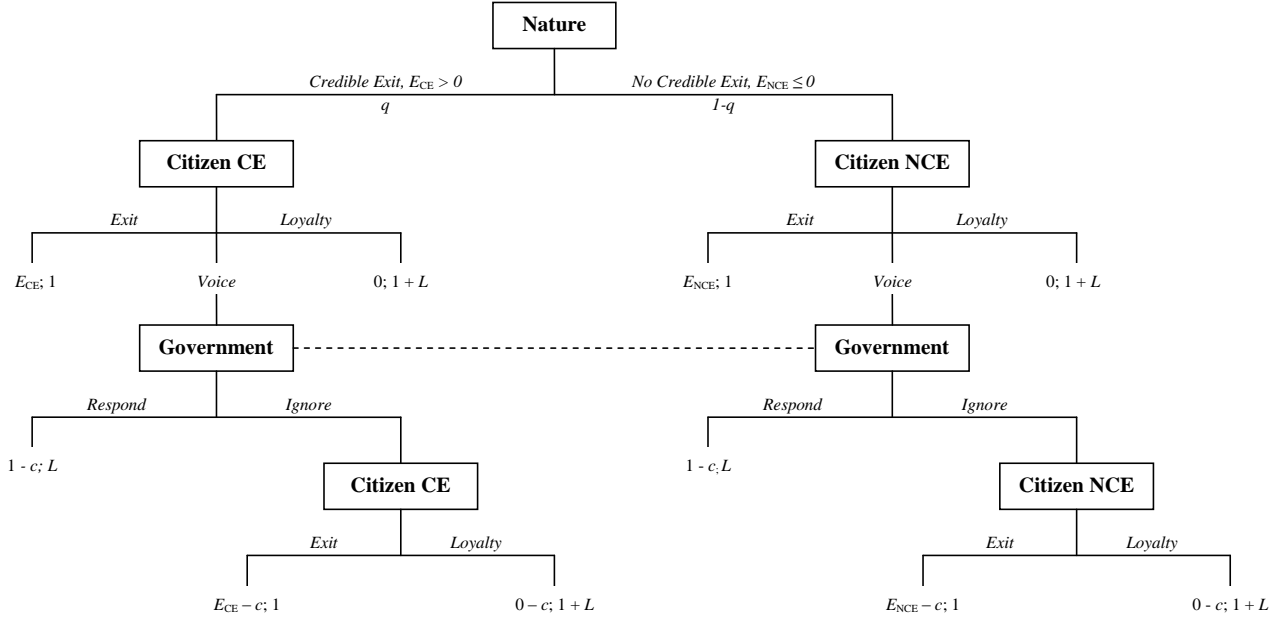 Nature
Credible Exit, E_CE > 0
No Credible Exit, E_NCE ≤ 0
q
1-q
Citizen CE
Citizen NCE
Exit
Loyalty
Exit
Loyalty
E_CE; 1
Voice
0; 1 + L
E_NCE; 1
Voice
0; 1 + L
Government
Government
Respond
Ignore
Respond
Ignore
1 - c; L
1 - c; L
Citizen CE
Citizen NCE
Exit
Loyalty
Exit
Loyalty
E_CE – c; 1
0 – c; 1 + L
E_NCE – c; 1
0 - c; 1 + L